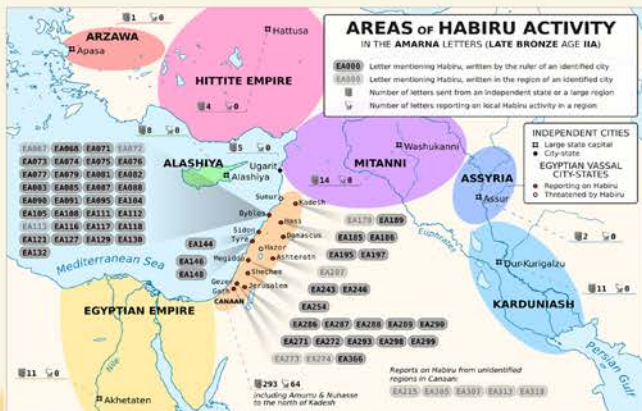 AREAS OF HABIRU ACTIVITY
IN THE AMARNA LETTERS (LATE BRONZE AGE IIA)
EA000 Letter mentioning Habiru, written by the ruler of an identified city
EA000 Letter mentioning Habiru, written in the region of an identified city
Number of letters sent from an independent state or a large region
Number of letters reporting on local Habiru activity in a region
INDEPENDENT CITIES
Large state capital
City-state
EGYPTIAN VASSAL
CITY-STATES
Reporting on Habiru
Threatened by Habiru
1 0
ARZAWA
Apasa
Hattusa
HITTITE EMPIRE
4 0
8 0
5 0
ALASHIYA
Alashiya
Ugarit
MITANNI
Washukanni
14 0
ASSYRIA
Assur
2 0
Euphrates
Dur-Kurigalzu
KARDUNIASH
11 0
Persian Gulf
EA067 EA068 EA071 EA072
EA073 EA074 EA075 EA076
EA077 EA079 EA081 EA082
EA083 EA085 EA087 EA088
EA090 EA091 EA095 EA104
EA105 EA108 EA111 EA112
EA113 EA116 EA117 EA118
EA121 EA127 EA129 EA130
EA132
Mediterranean Sea
Sumur
Kadesh
Byblos
Hasi
Sidon
Damascus
Tyre
Hazor
Megiddo
Ashteroth
Shechem
Gezer
Jerusalem
Gath
CANAAN
EA144
EA146
EA148
EA179 EA189
EA185 EA186
EA195 EA197
EA207
EA243 EA246
EA254
EA286 EA287 EA288 EA289 EA290
EA271 EA272 EA293 EA298 EA299
EA273 EA274 EA366
EGYPTIAN EMPIRE
Nile
Akhetaten
11 0
293 64
including Amurru & Nuhasse
to the north of Kadesh
Reports on Habiru from unidentified
regions in Canaan:
EA215 EA305 EA307 EA313 EA318